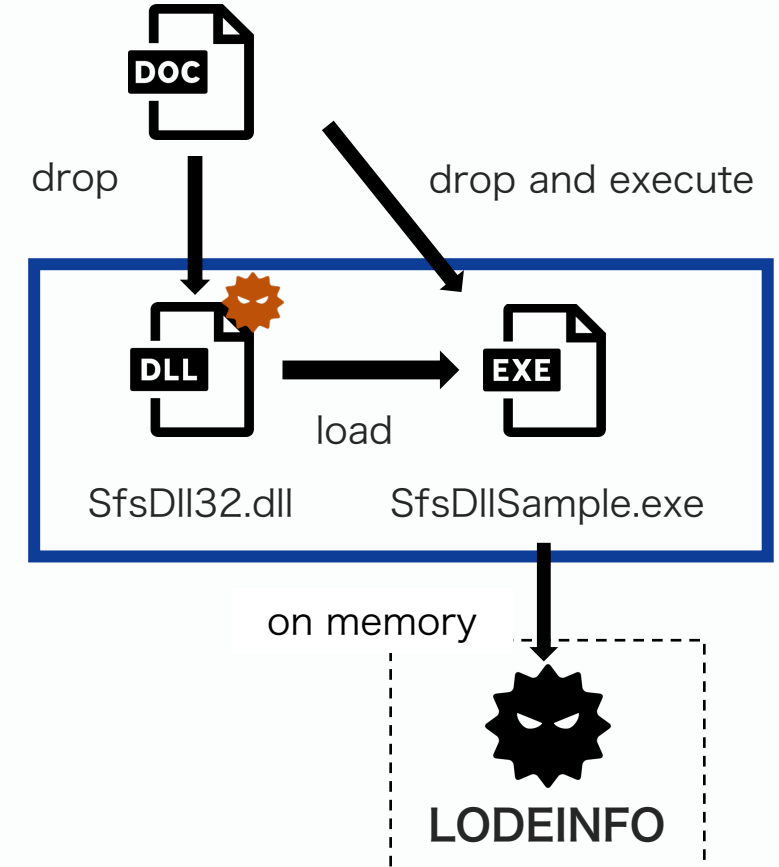 DOC
drop
drop and execute
DLL
EXE
load
SfsDll32.dll
SfsDllSample.exe
on memory
LODEINFO